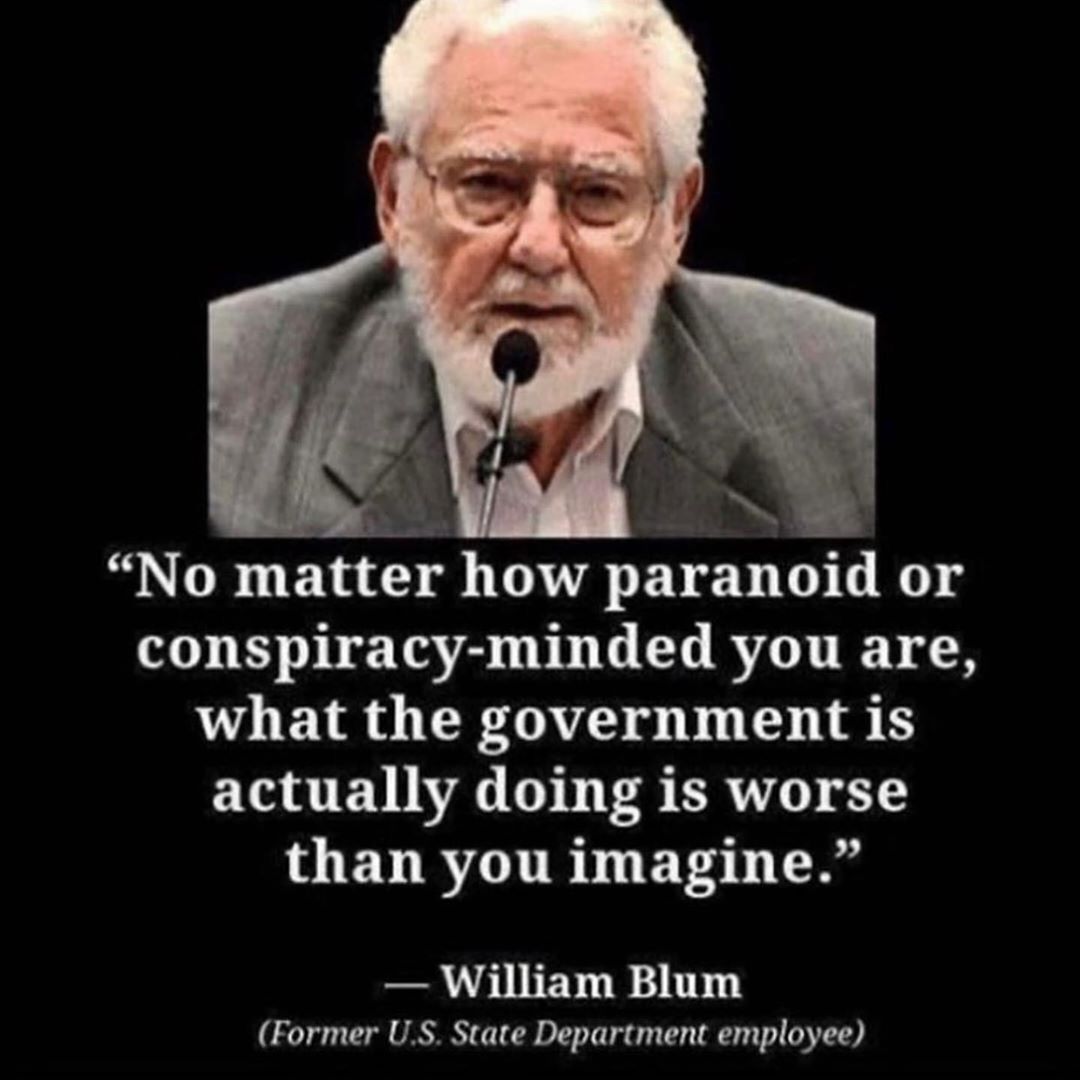 “No matter how paranoid or
conspiracy-minded you are,
what the government is
actually doing is worse
than you imagine.”
— William Blum
(Former U.S. State Department employee)